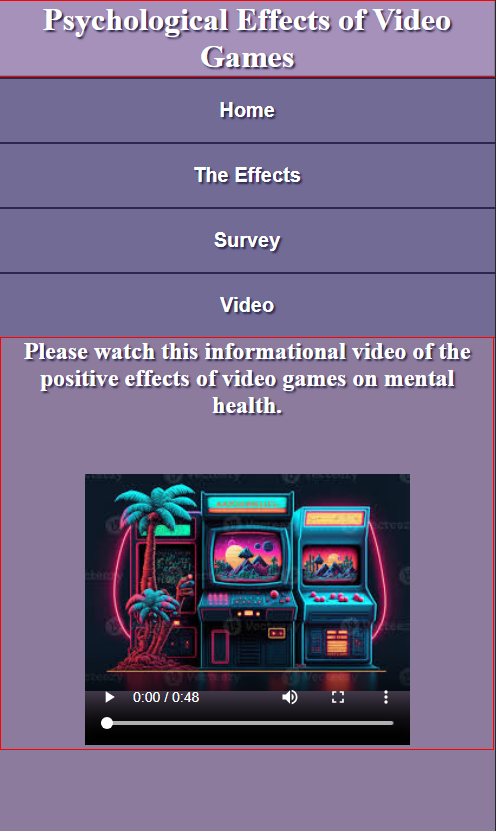 Psychological Effects of Video
Games
Home
The Effects
Survey
Video
Please watch this informational video of the
positive effects of video games on mental
health.
Vecteezy
0:00 / 0:48